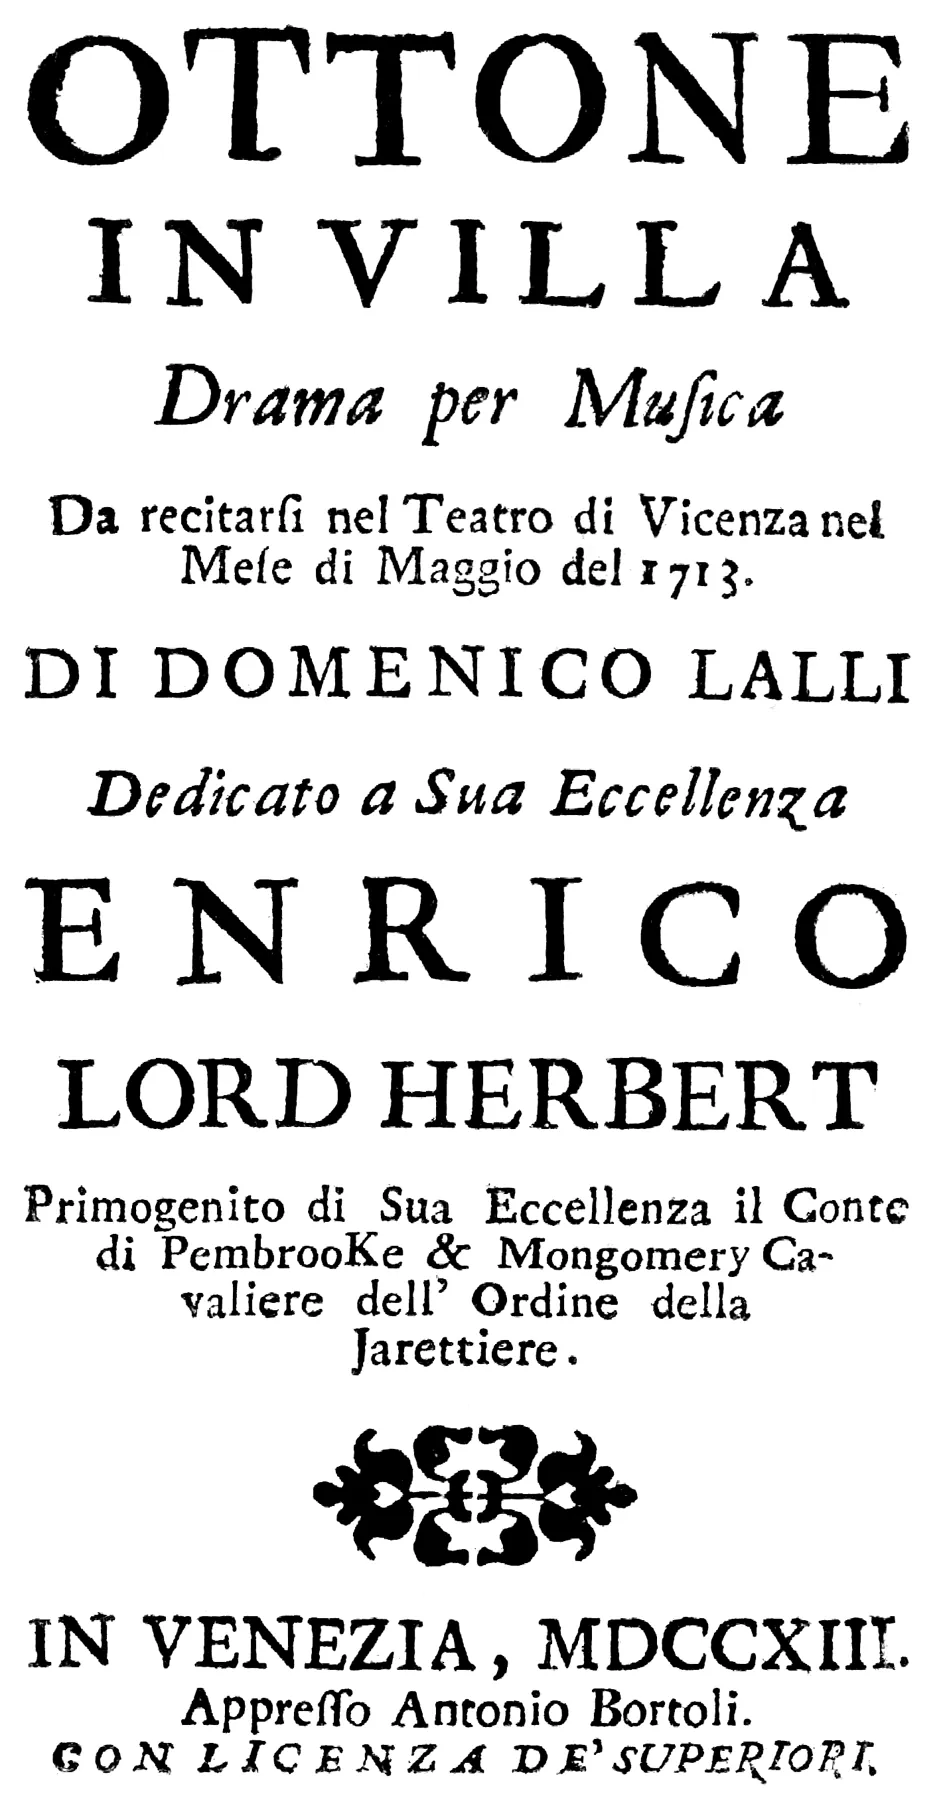 OTTONE
IN VILLA
Drama per Muſica
Da recitarſi nel Teatro di Vicenza nel
Meſe di Maggio del 1713.
DI DOMENICO LALLI
Dedicato a Sua Eccellenza
ENRICO
LORD HERBERT
Primogenito di Sua Eccellenza il Conte
di PembrooKe & Mongomery Ca-
valiere dell' Ordine della
Jarettiere.
IN VENEZIA, MDCCXIII.
Appreſſo Antonio Bortoli.
CON LICENZA DE' SUPERIORI.